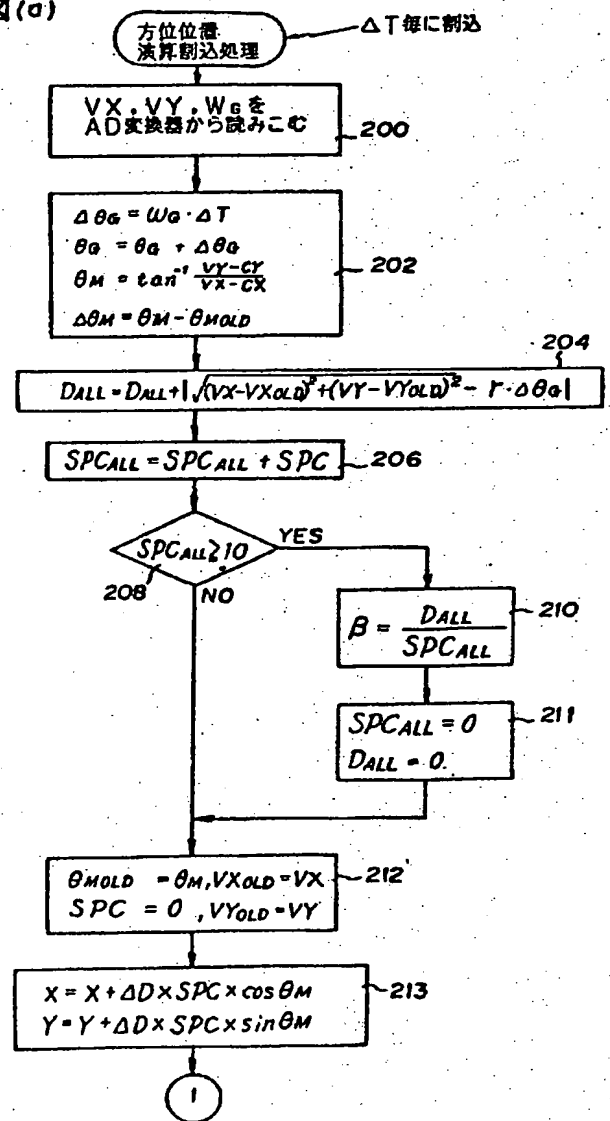 図(a)
方位位置
演算割込処理
ΔT毎に割込
VX, VY, WGを
AD変換器から読みこむ
200
ΔθG = ωG・ΔT
θG = θG + ΔθG
θM = tan⁻¹ (VY-CY)/(VX-CX)
ΔθM = θM - θMOLD
202
204
DALL = DALL + |√((VX-VXOLD)²+(VY-VYOLD)²) - r・ΔθG|
SPCALL = SPCALL + SPC
206
SPCALL≧10
YES
208
NO
β = DALL/SPCALL
210
SPCALL = 0
DALL = 0.
211
θMOLD = θM, VXOLD = VX
SPC = 0, VYOLD = VY
212
X = X + ΔD × SPC × cos θM
Y = Y + ΔD × SPC × sin θM
213
1